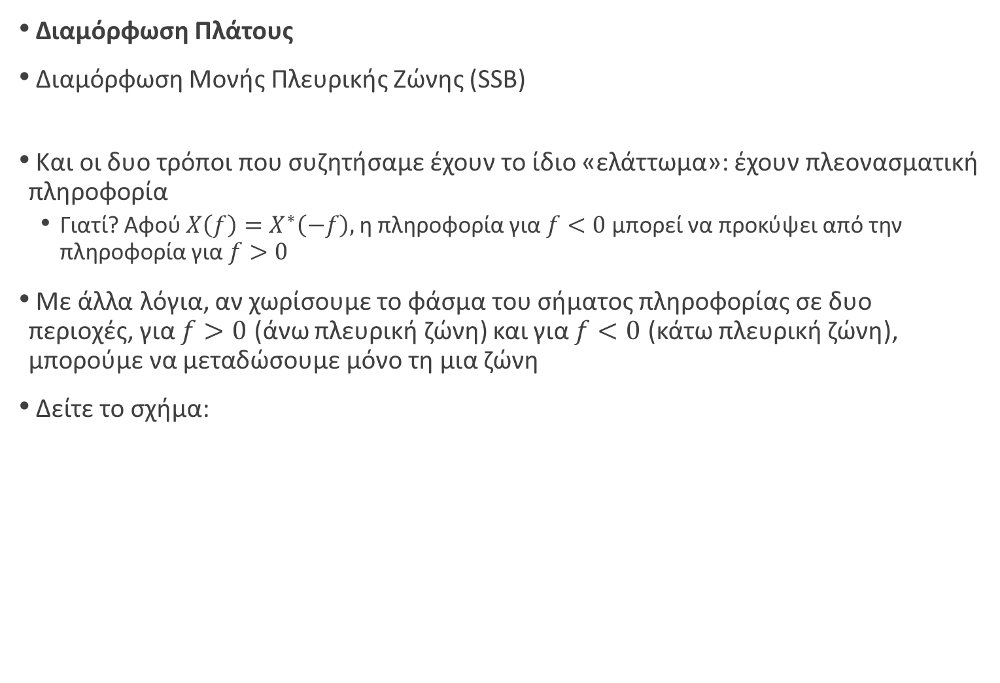 • Διαμόρφωση Πλάτους
• Διαμόρφωση Μονής Πλευρικής Ζώνης (SSB)
• Και οι δυο τρόποι που συζητήσαμε έχουν το ίδιο «ελάττωμα»: έχουν πλεονασματική
πληροφορία
• Γιατί? Αφού X(f) = X*(−f), η πληροφορία για f < 0 μπορεί να προκύψει από την
πληροφορία για f > 0
• Με άλλα λόγια, αν χωρίσουμε το φάσμα του σήματος πληροφορίας σε δυο
περιοχές, για f > 0 (άνω πλευρική ζώνη) και για f < 0 (κάτω πλευρική ζώνη),
μπορούμε να μεταδώσουμε μόνο τη μια ζώνη
• Δείτε το σχήμα: